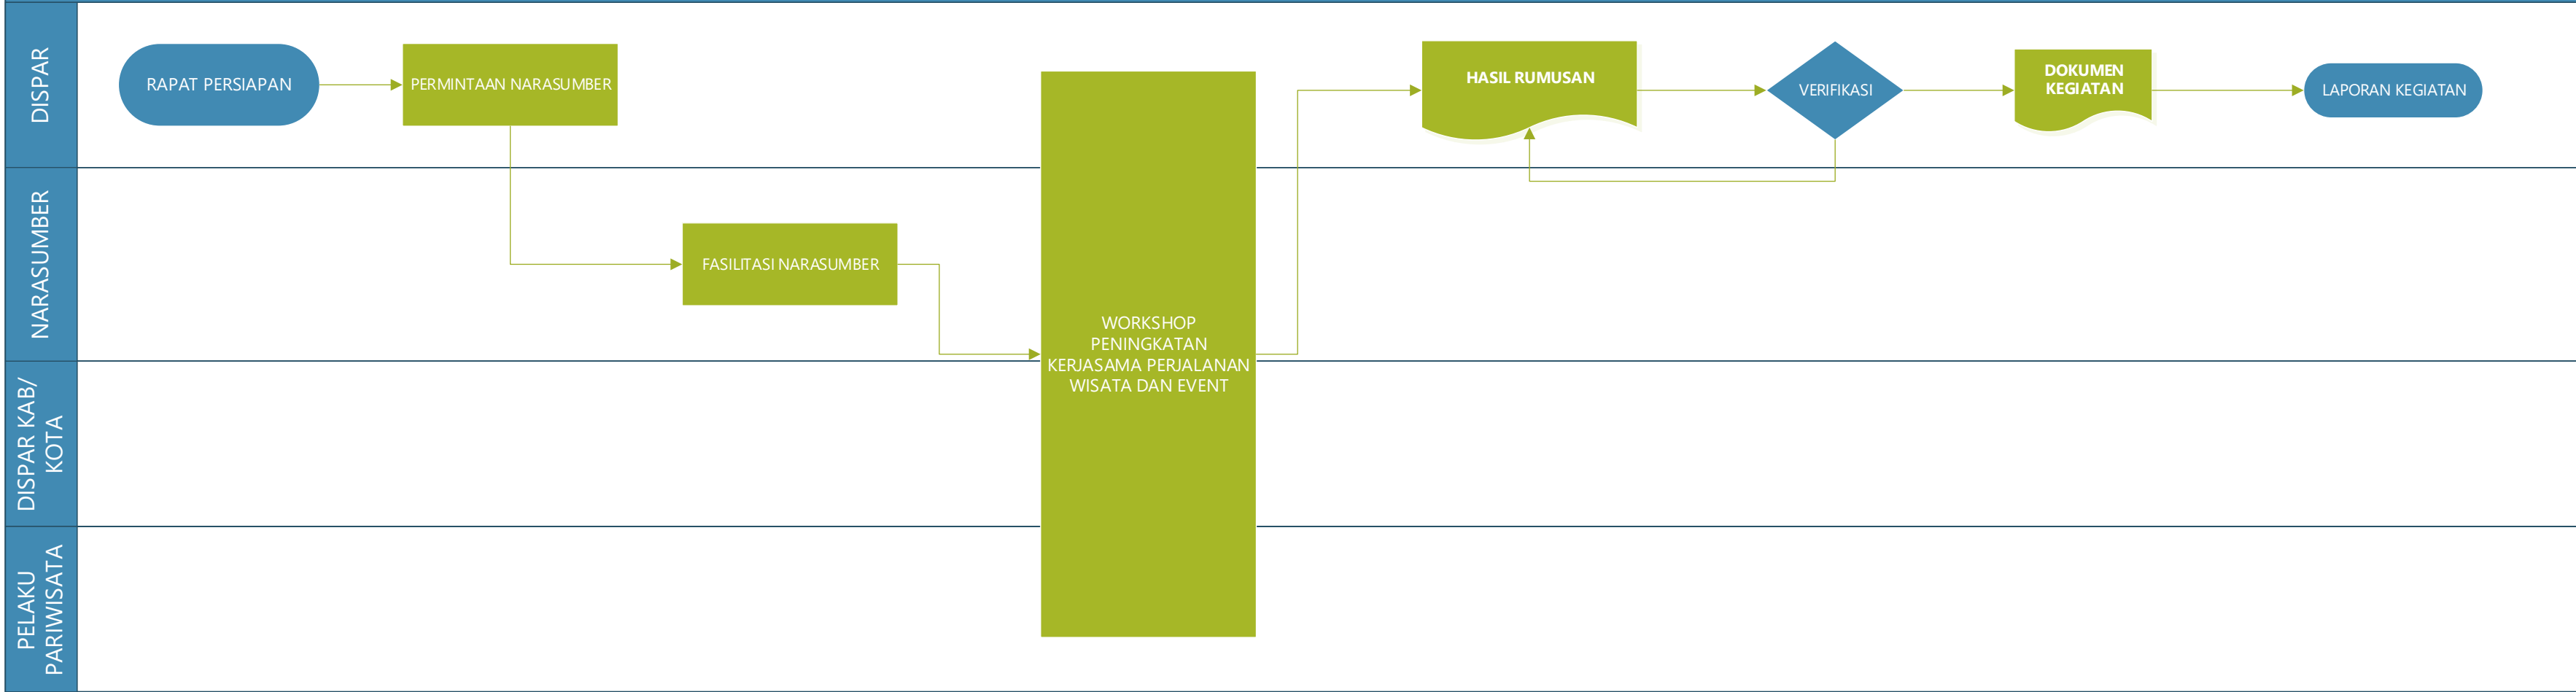 DISPAR
RAPAT PERSIAPAN
PERMINTAAN NARASUMBER
HASIL RUMUSAN
VERIFIKASI
DOKUMEN
KEGIATAN
LAPORAN KEGIATAN
NARASUMBER
FASILITASI NARASUMBER
WORKSHOP
PENINGKATAN
KERJASAMA PERJALANAN
WISATA DAN EVENT
DISPAR KAB/
KOTA
PELAKU
PARIWISATA